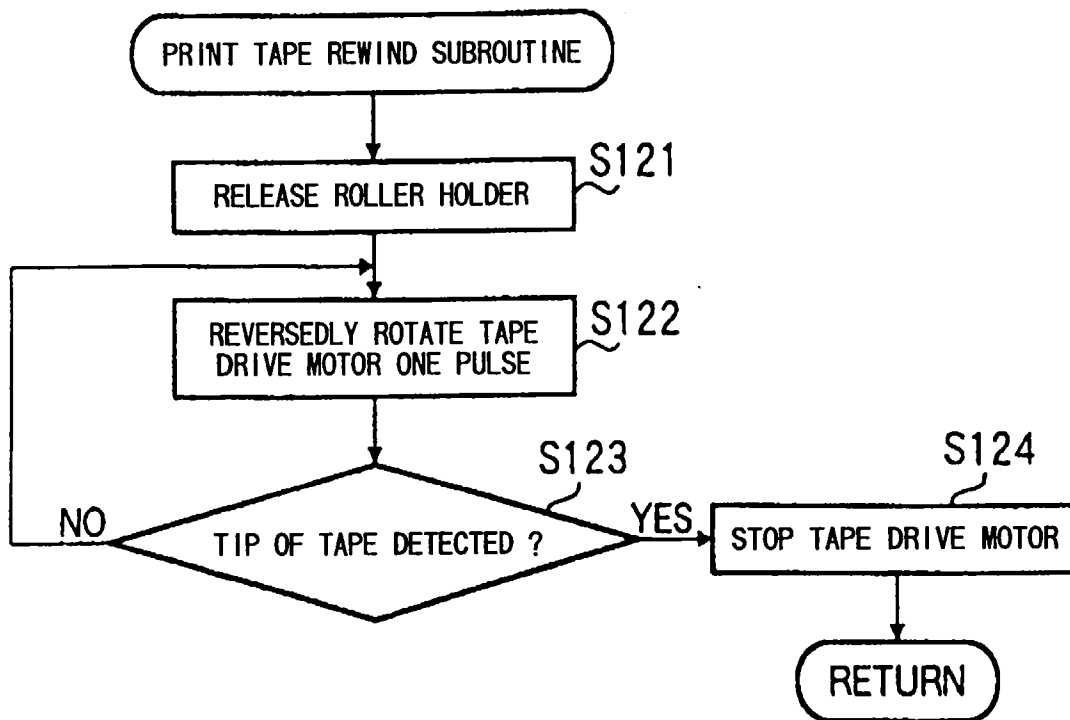 PRINT TAPE REWIND SUBROUTINE
S121
RELEASE ROLLER HOLDER
S122
REVERSEDLY ROTATE TAPE
DRIVE MOTOR ONE PULSE
S123
S124
NO
TIP OF TAPE DETECTED ?
YES
STOP TAPE DRIVE MOTOR
RETURN